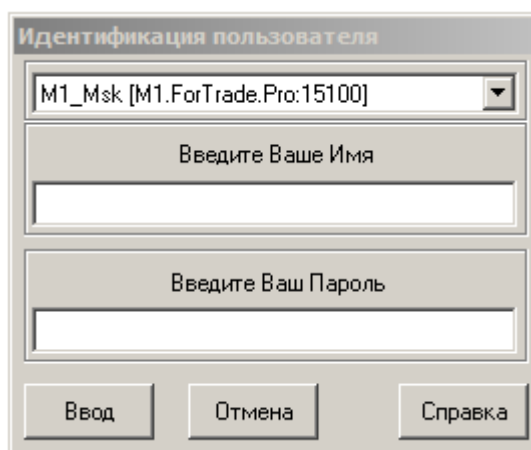 Идентификация пользователя
M1_Msk [M1.ForTrade.Pro:15100]
Введите Ваше Имя
Введите Ваш Пароль
Ввод Отмена Справка